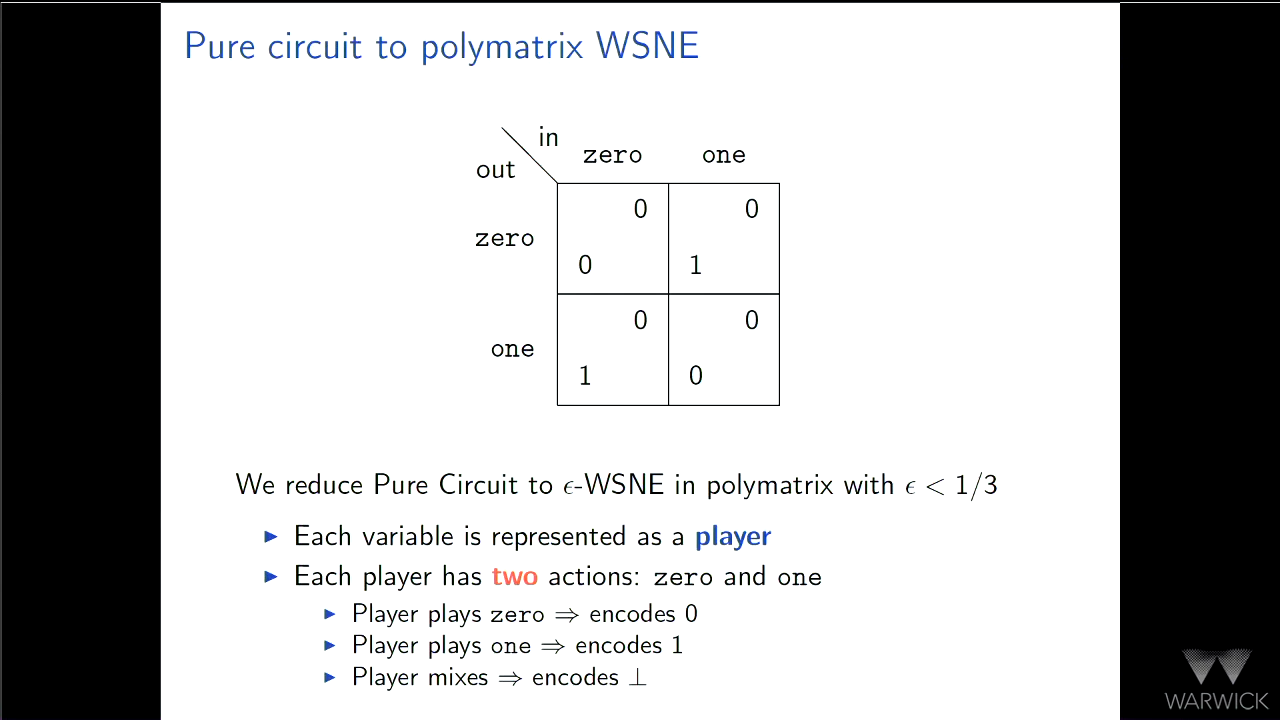 Pure circuit to polymatrix WSNE
in
out
zero one
zero
0 0
0 1
one
0 0
1 0
We reduce Pure Circuit to ϵ-WSNE in polymatrix with ϵ < 1/3
▶ Each variable is represented as a player
▶ Each player has two actions: zero and one
▶ Player plays zero ⇒ encodes 0
▶ Player plays one ⇒ encodes 1
▶ Player mixes ⇒ encodes ⊥
WARWICK